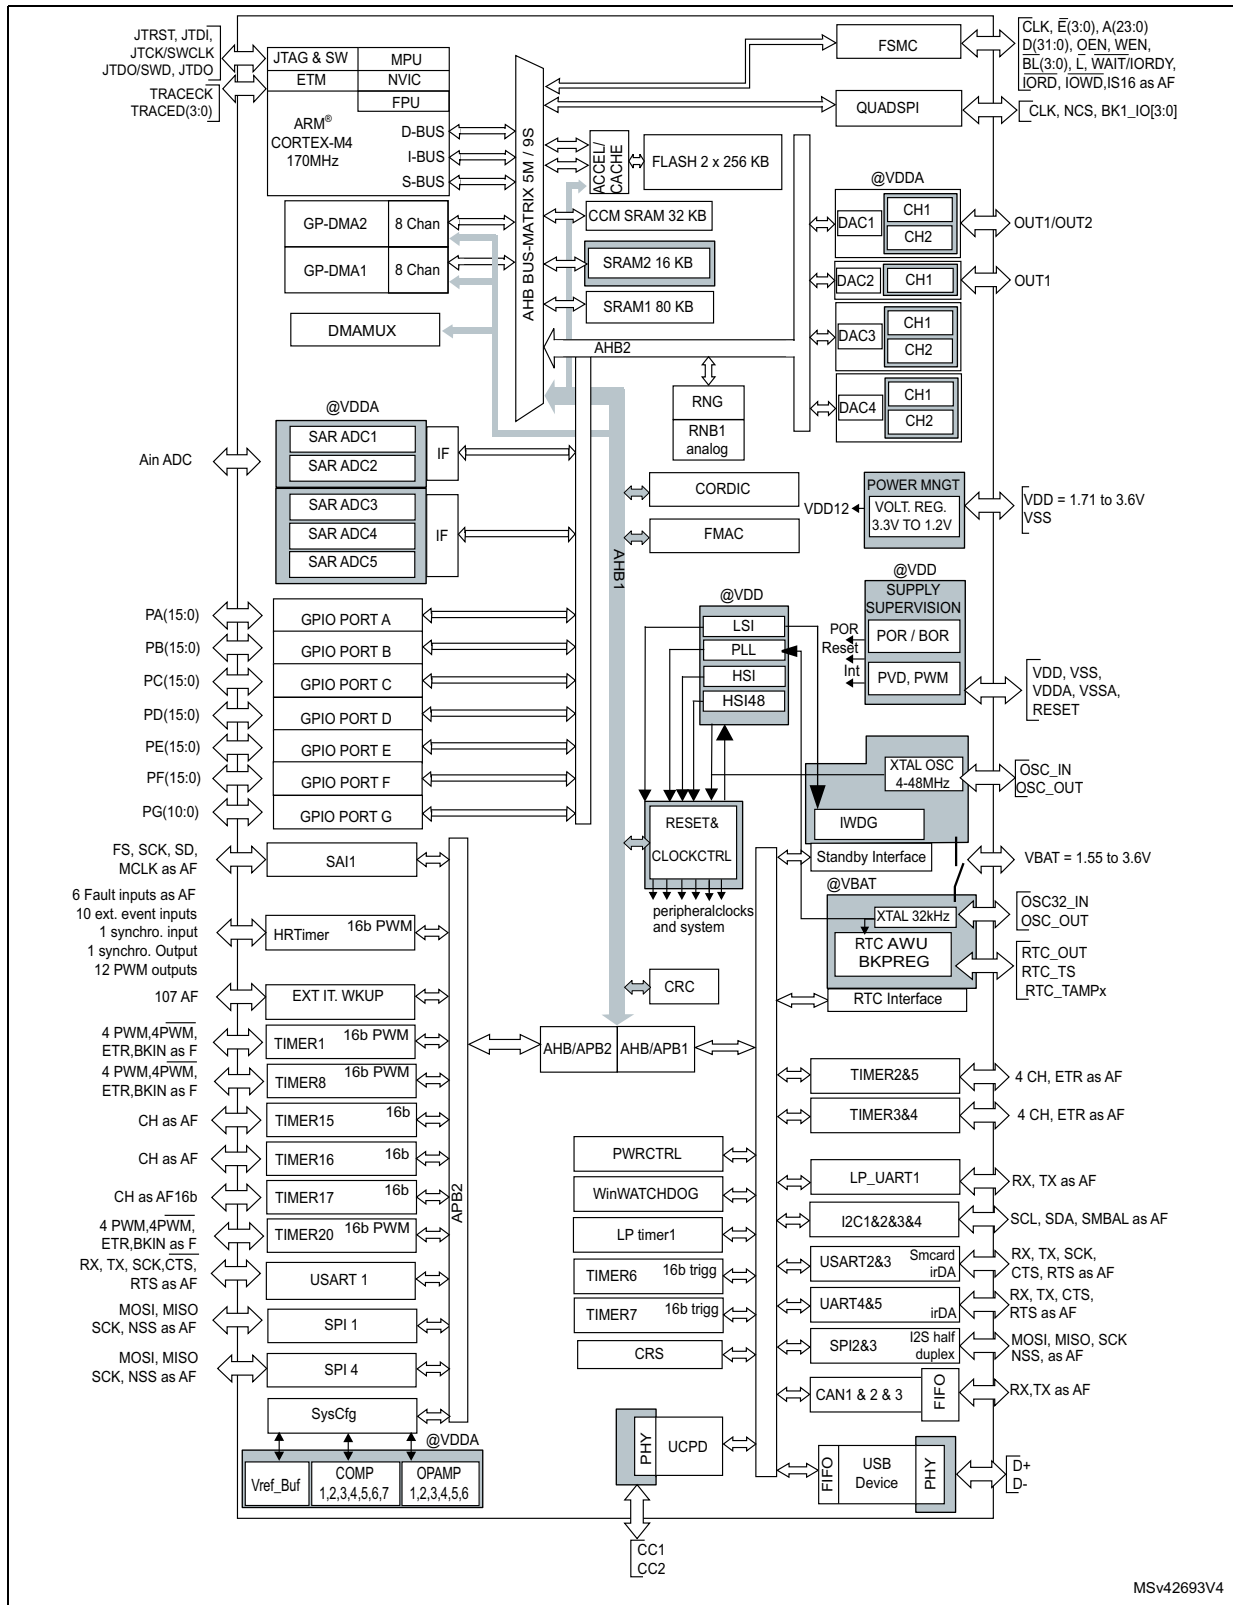 JTRST, JTDI,
JTCK/SWCLK
JTDO/SWD, JTDO
TRACECK
TRACED(3:0)
JTAG & SW
MPU
ETM
NVIC
FPU
ARM®
CORTEX-M4
170MHz
D-BUS
I-BUS
S-BUS
GP-DMA2
8 Chan
GP-DMA1
8 Chan
DMAMUX
AHB BUS-MATRIX 5M / 9S
ACCEL/
CACHE
FLASH 2 x 256 KB
CCM SRAM 32 KB
SRAM2 16 KB
SRAM1 80 KB
AHB2
RNG
RNB1
analog
FSMC
CLK, E(3:0), A(23:0)
D(31:0), OEN, WEN,
BL(3:0), L, WAIT/IORDY,
IORD, IOWD,IS16 as AF
QUADSPI
CLK, NCS, BK1_IO[3:0]
@VDDA
DAC1
CH1
CH2
OUT1/OUT2
DAC2
CH1
OUT1
DAC3
CH1
CH2
DAC4
CH1
CH2
@VDDA
SAR ADC1
SAR ADC2
IF
Ain ADC
SAR ADC3
SAR ADC4
SAR ADC5
IF
CORDIC
FMAC
AHB1
POWER MNGT
VOLT. REG.
3.3V TO 1.2V
VDD12
VDD = 1.71 to 3.6V
VSS
@VDD
SUPPLY
SUPERVISION
POR / BOR
PVD, PWM
POR
Reset
Int
VDD, VSS,
VDDA, VSSA,
RESET
@VDD
LSI
PLL
HSI
HSI48
PA(15:0)
GPIO PORT A
PB(15:0)
GPIO PORT B
PC(15:0)
GPIO PORT C
PD(15:0)
GPIO PORT D
PE(15:0)
GPIO PORT E
PF(15:0)
GPIO PORT F
PG(10:0)
GPIO PORT G
XTAL OSC
4-48MHz
OSC_IN
OSC_OUT
IWDG
Standby Interface
VBAT = 1.55 to 3.6V
RESET&
CLOCKCTRL
peripheralclocks
and system
@VBAT
XTAL 32kHz
OSC32_IN
OSC_OUT
RTC AWU
BKPREG
RTC_OUT
RTC_TS
RTC_TAMPx
RTC Interface
FS, SCK, SD,
MCLK as AF
SAI1
6 Fault inputs as AF
10 ext. event inputs
1 synchro. input
1 synchro. Output
12 PWM outputs
HRTimer
16b PWM
107 AF
EXT IT. WKUP
4 PWM,4PWM,
ETR,BKIN as F
TIMER1
16b PWM
4 PWM,4PWM,
ETR,BKIN as F
TIMER8
16b PWM
CH as AF
TIMER15
16b
CH as AF
TIMER16
16b
CH as AF16b
TIMER17
16b
4 PWM,4PWM,
ETR,BKIN as F
TIMER20
16b PWM
RX, TX, SCK,CTS,
RTS as AF
USART 1
MOSI, MISO
SCK, NSS as AF
SPI 1
MOSI, MISO
SCK, NSS as AF
SPI 4
SysCfg
@VDDA
Vref_Buf
COMP
1,2,3,4,5,6,7
OPAMP
1,2,3,4,5,6
APB2
CRC
AHB/APB2
AHB/APB1
PWRCTRL
WinWATCHDOG
LP timer1
TIMER6
16b trigg
TIMER7
16b trigg
CRS
PHY
UCPD
CC1
CC2
TIMER2&5
4 CH, ETR as AF
TIMER3&4
4 CH, ETR as AF
LP_UART1
RX, TX as AF
I2C1&2&3&4
SCL, SDA, SMBAL as AF
USART2&3
Smcard
irDA
RX, TX, SCK,
CTS, RTS as AF
UART4&5
irDA
RX, TX, CTS,
RTS as AF
SPI2&3
I2S half
duplex
MOSI, MISO, SCK
NSS, as AF
CAN1 & 2 & 3
FIFO
RX,TX as AF
FIFO
USB
Device
PHY
D+
D-
MSv42693V4